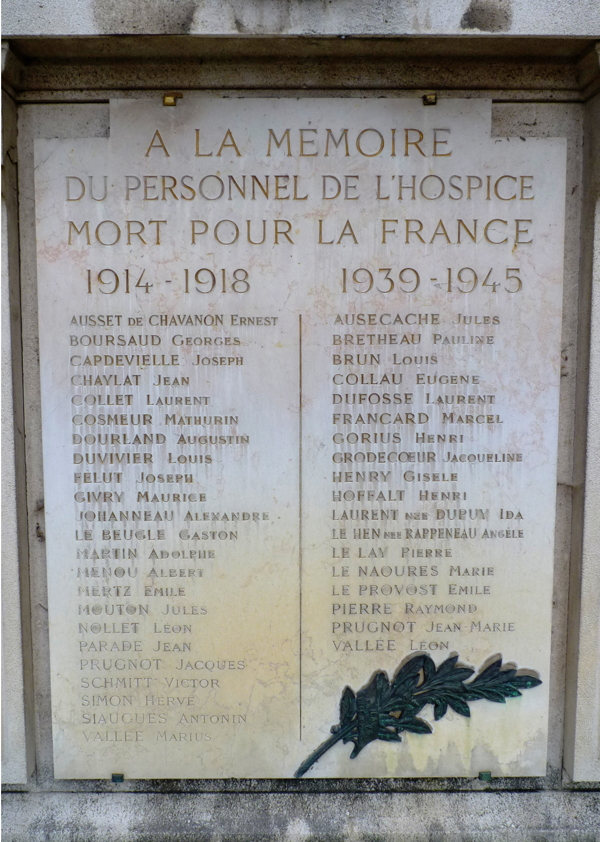 A LA MÉMOIRE
DU PERSONNEL DE L'HOSPICE
MORT POUR LA FRANCE
1914 - 1918
AUSSET DE CHAVANON ERNEST
BOURSAUD GEORGES
CAPDEVIELLE JOSEPH
CHAYLAT JEAN
COLLET LAURENT
COSMEUR MATHURIN
DOURLAND AUGUSTIN
DUVIVIER LOUIS
FELUT JOSEPH
GIVRY MAURICE
JOHANNEAU ALEXANDRE
LE BEUGLE GASTON
MARTIN ADOLPHE
MENOU ALBERT
HERTZ EMILE
MOUTON JULES
NOLLET LÉON
PARADE JEAN
PRUGNOT JACQUES
SCHMITT VICTOR
SIMON HERVÉ
SIAUGUES ANTONIN
VALLÉE MARIUS
1939 - 1945
AUSECACHE JULES
BRETHEAU PAULINE
BRUN LOUIS
COLLAU EUGENE
DUFOSSE LAURENT
FRANCARD MARCEL
GORIUS HENRI
GRODECŒUR JACQUELINE
HENRY GISELE
HOFFALT HENRI
LAURENT NÉE DUPUY IDA
LE HEN NÉE RAPPENEAU ANGÈLE
LE LAY PIERRE
LE NAOURES MARIE
LE PROVOST EMILE
PIERRE RAYMOND
PRUGNOT JEAN-MARIE
VALLÉE LÉON